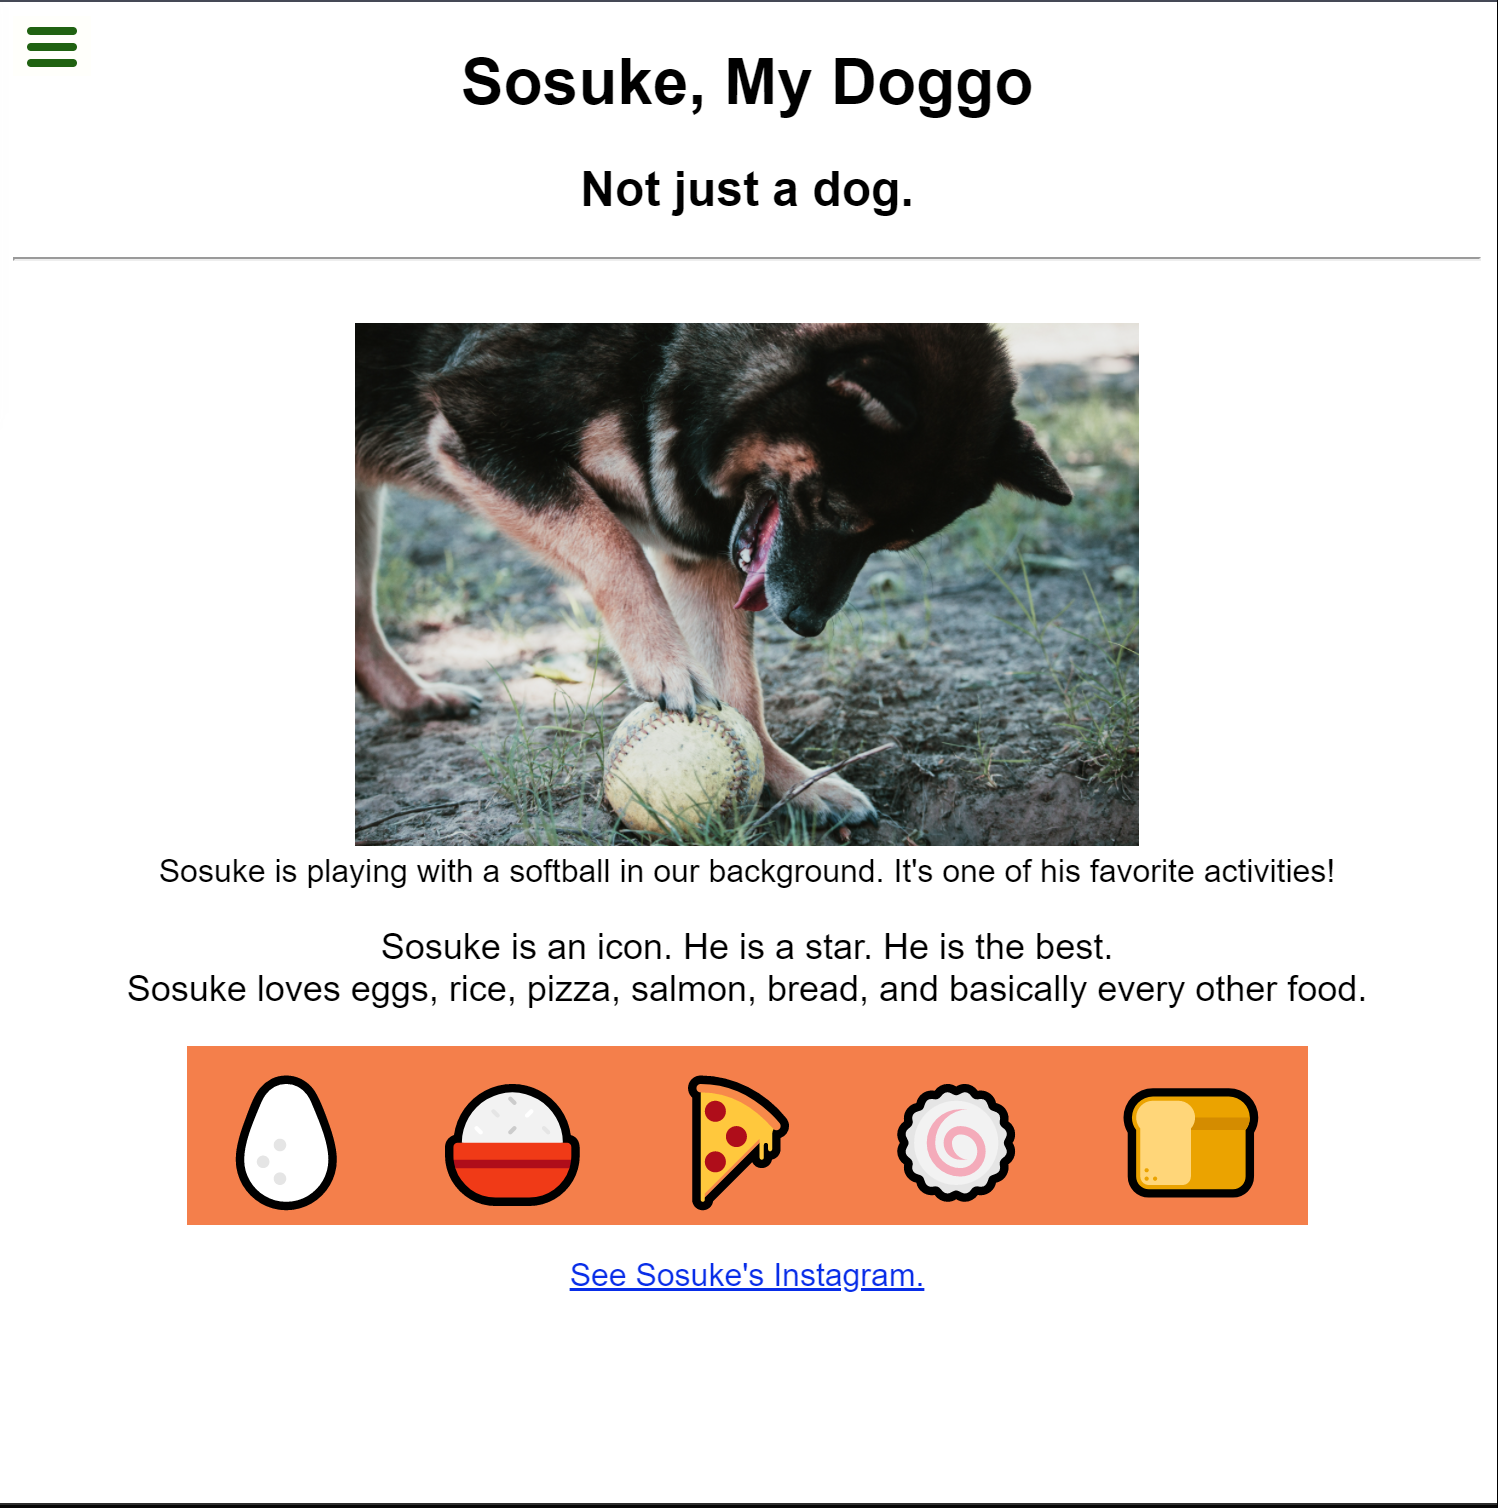 Sosuke, My Doggo
Not just a dog.
Sosuke is playing with a softball in our background. It's one of his favorite activities!
Sosuke is an icon. He is a star. He is the best.
Sosuke loves eggs, rice, pizza, salmon, bread, and basically every other food.
See Sosuke's Instagram.